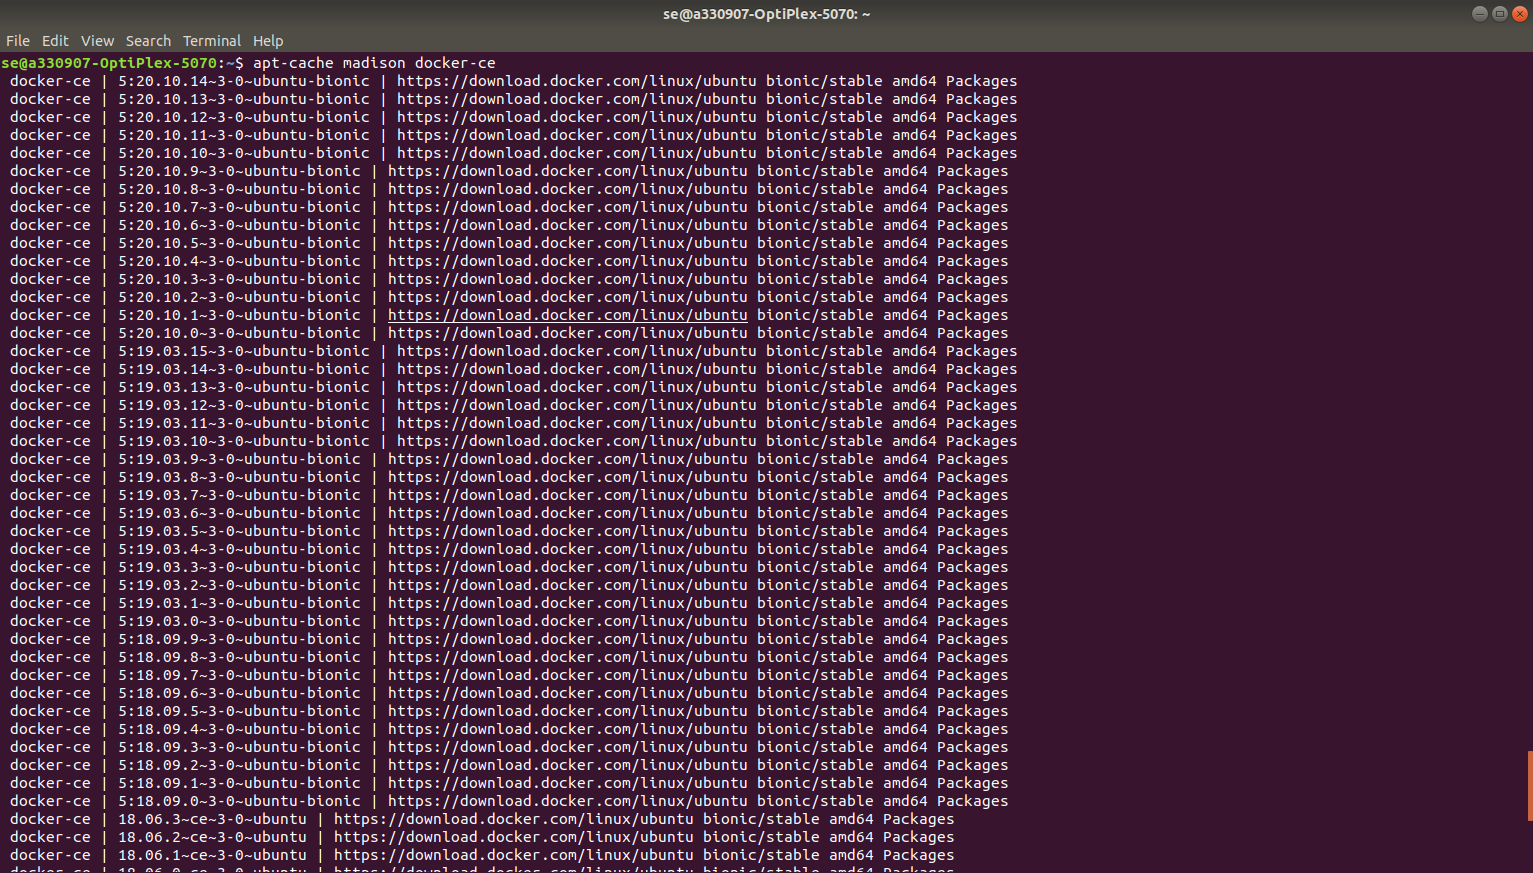 se@a330907-OptiPlex-5070: ~
File Edit View Search Terminal Help
se@a330907-OptiPlex-5070:~$ apt-cache madison docker-ce
docker-ce | 5:20.10.14~3-0~ubuntu-bionic | https://download.docker.com/linux/ubuntu bionic/stable amd64 Packages
docker-ce | 5:20.10.13~3-0~ubuntu-bionic | https://download.docker.com/linux/ubuntu bionic/stable amd64 Packages
docker-ce | 5:20.10.12~3-0~ubuntu-bionic | https://download.docker.com/linux/ubuntu bionic/stable amd64 Packages
docker-ce | 5:20.10.11~3-0~ubuntu-bionic | https://download.docker.com/linux/ubuntu bionic/stable amd64 Packages
docker-ce | 5:20.10.10~3-0~ubuntu-bionic | https://download.docker.com/linux/ubuntu bionic/stable amd64 Packages
docker-ce | 5:20.10.9~3-0~ubuntu-bionic | https://download.docker.com/linux/ubuntu bionic/stable amd64 Packages
docker-ce | 5:20.10.8~3-0~ubuntu-bionic | https://download.docker.com/linux/ubuntu bionic/stable amd64 Packages
docker-ce | 5:20.10.7~3-0~ubuntu-bionic | https://download.docker.com/linux/ubuntu bionic/stable amd64 Packages
docker-ce | 5:20.10.6~3-0~ubuntu-bionic | https://download.docker.com/linux/ubuntu bionic/stable amd64 Packages
docker-ce | 5:20.10.5~3-0~ubuntu-bionic | https://download.docker.com/linux/ubuntu bionic/stable amd64 Packages
docker-ce | 5:20.10.4~3-0~ubuntu-bionic | https://download.docker.com/linux/ubuntu bionic/stable amd64 Packages
docker-ce | 5:20.10.3~3-0~ubuntu-bionic | https://download.docker.com/linux/ubuntu bionic/stable amd64 Packages
docker-ce | 5:20.10.2~3-0~ubuntu-bionic | https://download.docker.com/linux/ubuntu bionic/stable amd64 Packages
docker-ce | 5:20.10.1~3-0~ubuntu-bionic | https://download.docker.com/linux/ubuntu bionic/stable amd64 Packages
docker-ce | 5:20.10.0~3-0~ubuntu-bionic | https://download.docker.com/linux/ubuntu bionic/stable amd64 Packages
docker-ce | 5:19.03.15~3-0~ubuntu-bionic | https://download.docker.com/linux/ubuntu bionic/stable amd64 Packages
docker-ce | 5:19.03.14~3-0~ubuntu-bionic | https://download.docker.com/linux/ubuntu bionic/stable amd64 Packages
docker-ce | 5:19.03.13~3-0~ubuntu-bionic | https://download.docker.com/linux/ubuntu bionic/stable amd64 Packages
docker-ce | 5:19.03.12~3-0~ubuntu-bionic | https://download.docker.com/linux/ubuntu bionic/stable amd64 Packages
docker-ce | 5:19.03.11~3-0~ubuntu-bionic | https://download.docker.com/linux/ubuntu bionic/stable amd64 Packages
docker-ce | 5:19.03.10~3-0~ubuntu-bionic | https://download.docker.com/linux/ubuntu bionic/stable amd64 Packages
docker-ce | 5:19.03.9~3-0~ubuntu-bionic | https://download.docker.com/linux/ubuntu bionic/stable amd64 Packages
docker-ce | 5:19.03.8~3-0~ubuntu-bionic | https://download.docker.com/linux/ubuntu bionic/stable amd64 Packages
docker-ce | 5:19.03.7~3-0~ubuntu-bionic | https://download.docker.com/linux/ubuntu bionic/stable amd64 Packages
docker-ce | 5:19.03.6~3-0~ubuntu-bionic | https://download.docker.com/linux/ubuntu bionic/stable amd64 Packages
docker-ce | 5:19.03.5~3-0~ubuntu-bionic | https://download.docker.com/linux/ubuntu bionic/stable amd64 Packages
docker-ce | 5:19.03.4~3-0~ubuntu-bionic | https://download.docker.com/linux/ubuntu bionic/stable amd64 Packages
docker-ce | 5:19.03.3~3-0~ubuntu-bionic | https://download.docker.com/linux/ubuntu bionic/stable amd64 Packages
docker-ce | 5:19.03.2~3-0~ubuntu-bionic | https://download.docker.com/linux/ubuntu bionic/stable amd64 Packages
docker-ce | 5:19.03.1~3-0~ubuntu-bionic | https://download.docker.com/linux/ubuntu bionic/stable amd64 Packages
docker-ce | 5:19.03.0~3-0~ubuntu-bionic | https://download.docker.com/linux/ubuntu bionic/stable amd64 Packages
docker-ce | 5:18.09.9~3-0~ubuntu-bionic | https://download.docker.com/linux/ubuntu bionic/stable amd64 Packages
docker-ce | 5:18.09.8~3-0~ubuntu-bionic | https://download.docker.com/linux/ubuntu bionic/stable amd64 Packages
docker-ce | 5:18.09.7~3-0~ubuntu-bionic | https://download.docker.com/linux/ubuntu bionic/stable amd64 Packages
docker-ce | 5:18.09.6~3-0~ubuntu-bionic | https://download.docker.com/linux/ubuntu bionic/stable amd64 Packages
docker-ce | 5:18.09.5~3-0~ubuntu-bionic | https://download.docker.com/linux/ubuntu bionic/stable amd64 Packages
docker-ce | 5:18.09.4~3-0~ubuntu-bionic | https://download.docker.com/linux/ubuntu bionic/stable amd64 Packages
docker-ce | 5:18.09.3~3-0~ubuntu-bionic | https://download.docker.com/linux/ubuntu bionic/stable amd64 Packages
docker-ce | 5:18.09.2~3-0~ubuntu-bionic | https://download.docker.com/linux/ubuntu bionic/stable amd64 Packages
docker-ce | 5:18.09.1~3-0~ubuntu-bionic | https://download.docker.com/linux/ubuntu bionic/stable amd64 Packages
docker-ce | 5:18.09.0~3-0~ubuntu-bionic | https://download.docker.com/linux/ubuntu bionic/stable amd64 Packages
docker-ce | 18.06.3~ce~3-0~ubuntu | https://download.docker.com/linux/ubuntu bionic/stable amd64 Packages
docker-ce | 18.06.2~ce~3-0~ubuntu | https://download.docker.com/linux/ubuntu bionic/stable amd64 Packages
docker-ce | 18.06.1~ce~3-0~ubuntu | https://download.docker.com/linux/ubuntu bionic/stable amd64 Packages